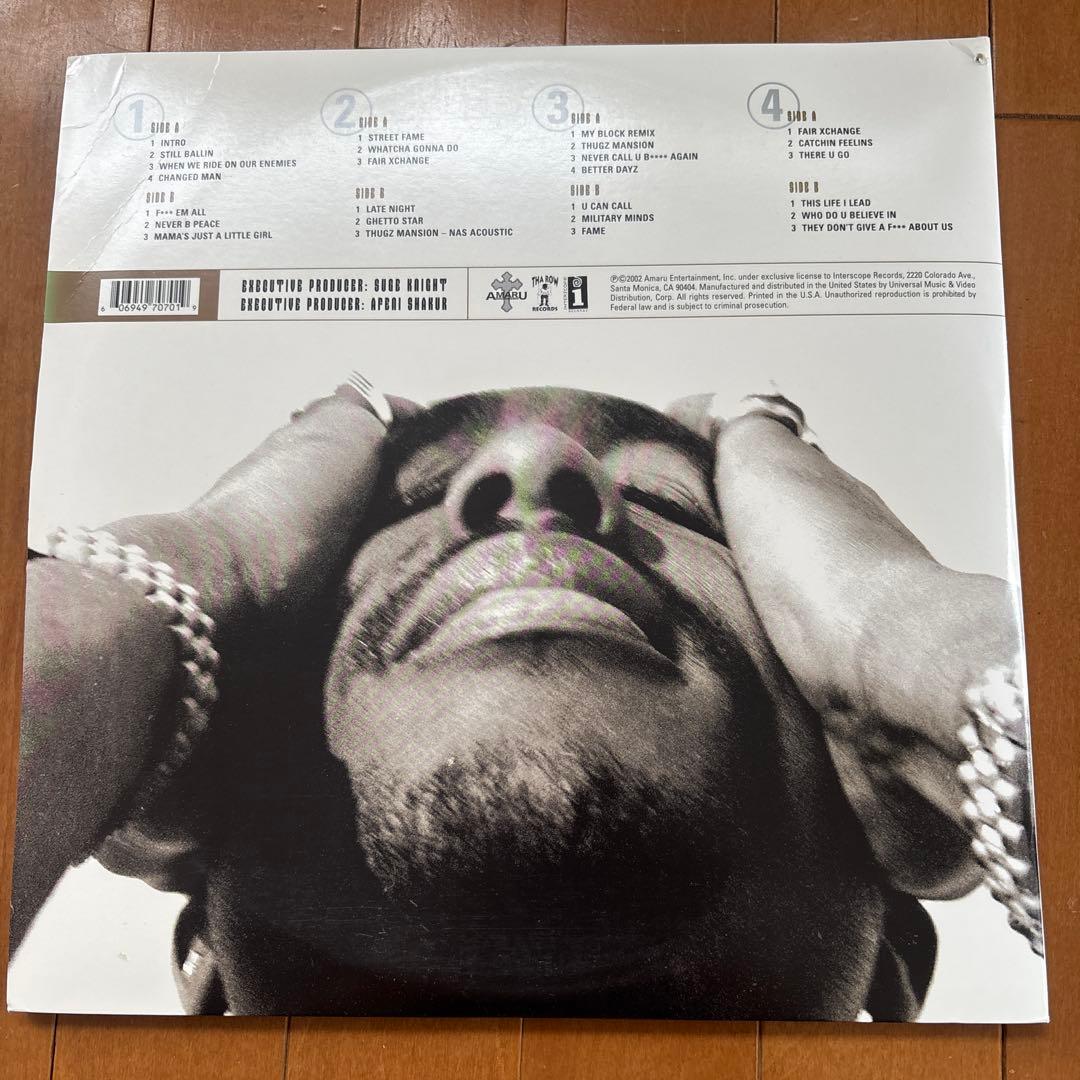 1
SIDE A
1 INTRO
2 STILL BALLIN
3 WHEN WE RIDE ON OUR ENEMIES
4 CHANGED MAN
SIDE B
1 F*** EM ALL
2 NEVER B PEACE
3 MAMA'S JUST A LITTLE GIRL
2
SIDE A
1 STREET FAME
2 WHATCHA GONNA DO
3 FAIR XCHANGE
SIDE B
1 LATE NIGHT
2 GHETTO STAR
3 THUGZ MANSION – NAS ACOUSTIC
3
SIDE A
1 MY BLOCK REMIX
2 THUGZ MANSION
3 NEVER CALL U B**** AGAIN
4 BETTER DAYZ
SIDE B
1 U CAN CALL
2 MILITARY MINDS
3 FAME
4
SIDE A
1 FAIR XCHANGE
2 CATCHIN FEELINS
3 THERE U GO
SIDE B
1 THIS LIFE I LEAD
2 WHO DO U BELIEVE IN
3 THEY DON'T GIVE A F*** ABOUT US
6 06949 70701 9
EXECUTIVE PRODUCER: SUGE KNIGHT
EXECUTIVE PRODUCER: AFENI SHAKUR
AMARU
THA ROW
RECORDS
i
℗©2002 Amaru Entertainment, Inc. under exclusive license to Interscope Records, 2220 Colorado Ave.,
Santa Monica, CA 90404. Manufactured and distributed in the United States by Universal Music & Video
Distribution, Corp. All rights reserved. Printed in the U.S.A. Unauthorized reproduction is prohibited by
Federal law and is subject to criminal prosecution.